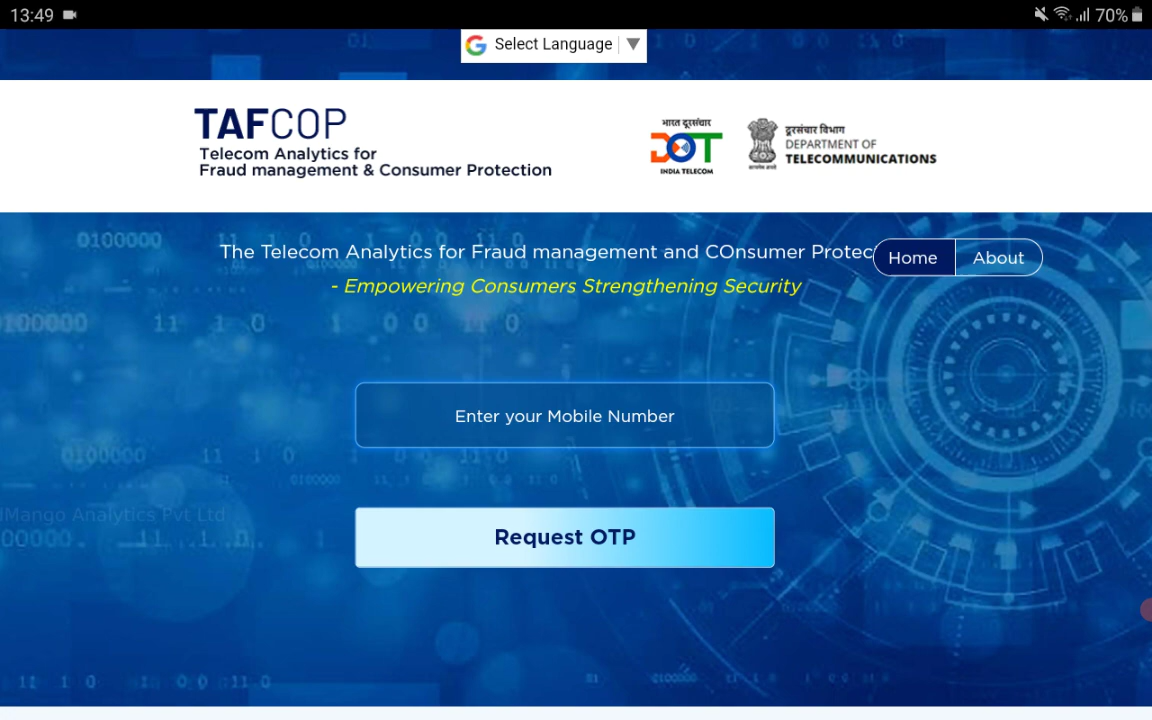 13:49
70%
Select Language
TAFCOP
Telecom Analytics for
Fraud management & Consumer Protection
भारत दूरसंचार
DOT
INDIA TELECOM
दूरसंचार विभाग
DEPARTMENT OF
TELECOMMUNICATIONS
The Telecom Analytics for Fraud management and COnsumer Protec
Home
About
- Empowering Consumers Strengthening Security
Enter your Mobile Number
Mango Analytics Pvt Ltd
Request OTP